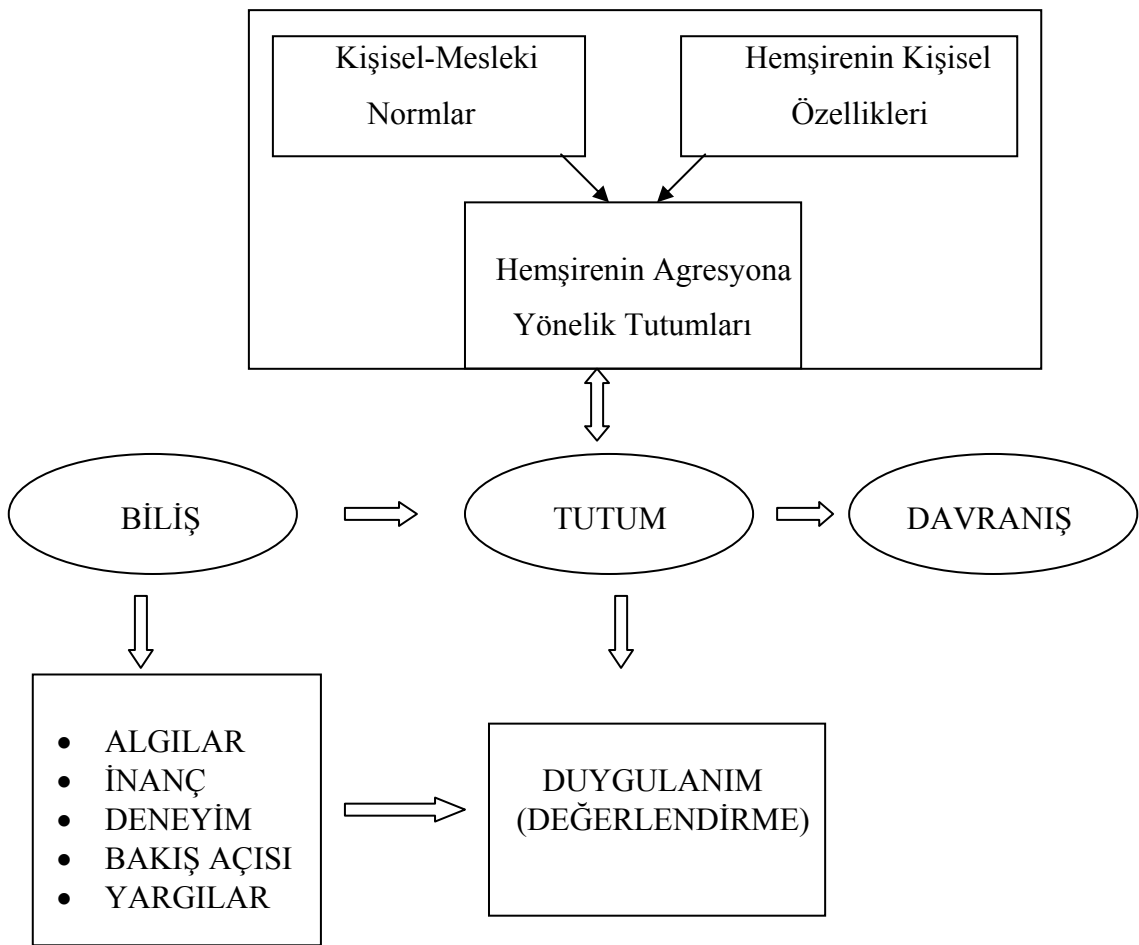 Kişisel-Mesleki
Normlar
Hemşirenin Kişisel
Özellikleri
Hemşirenin Agresyona
Yönelik Tutumları
BİLİŞ
TUTUM
DAVRANIŞ
• ALGILAR
• İNANÇ
• DENEYİM
• BAKIŞ AÇISI
• YARGILAR
DUYGULANIM
(DEĞERLENDİRME)